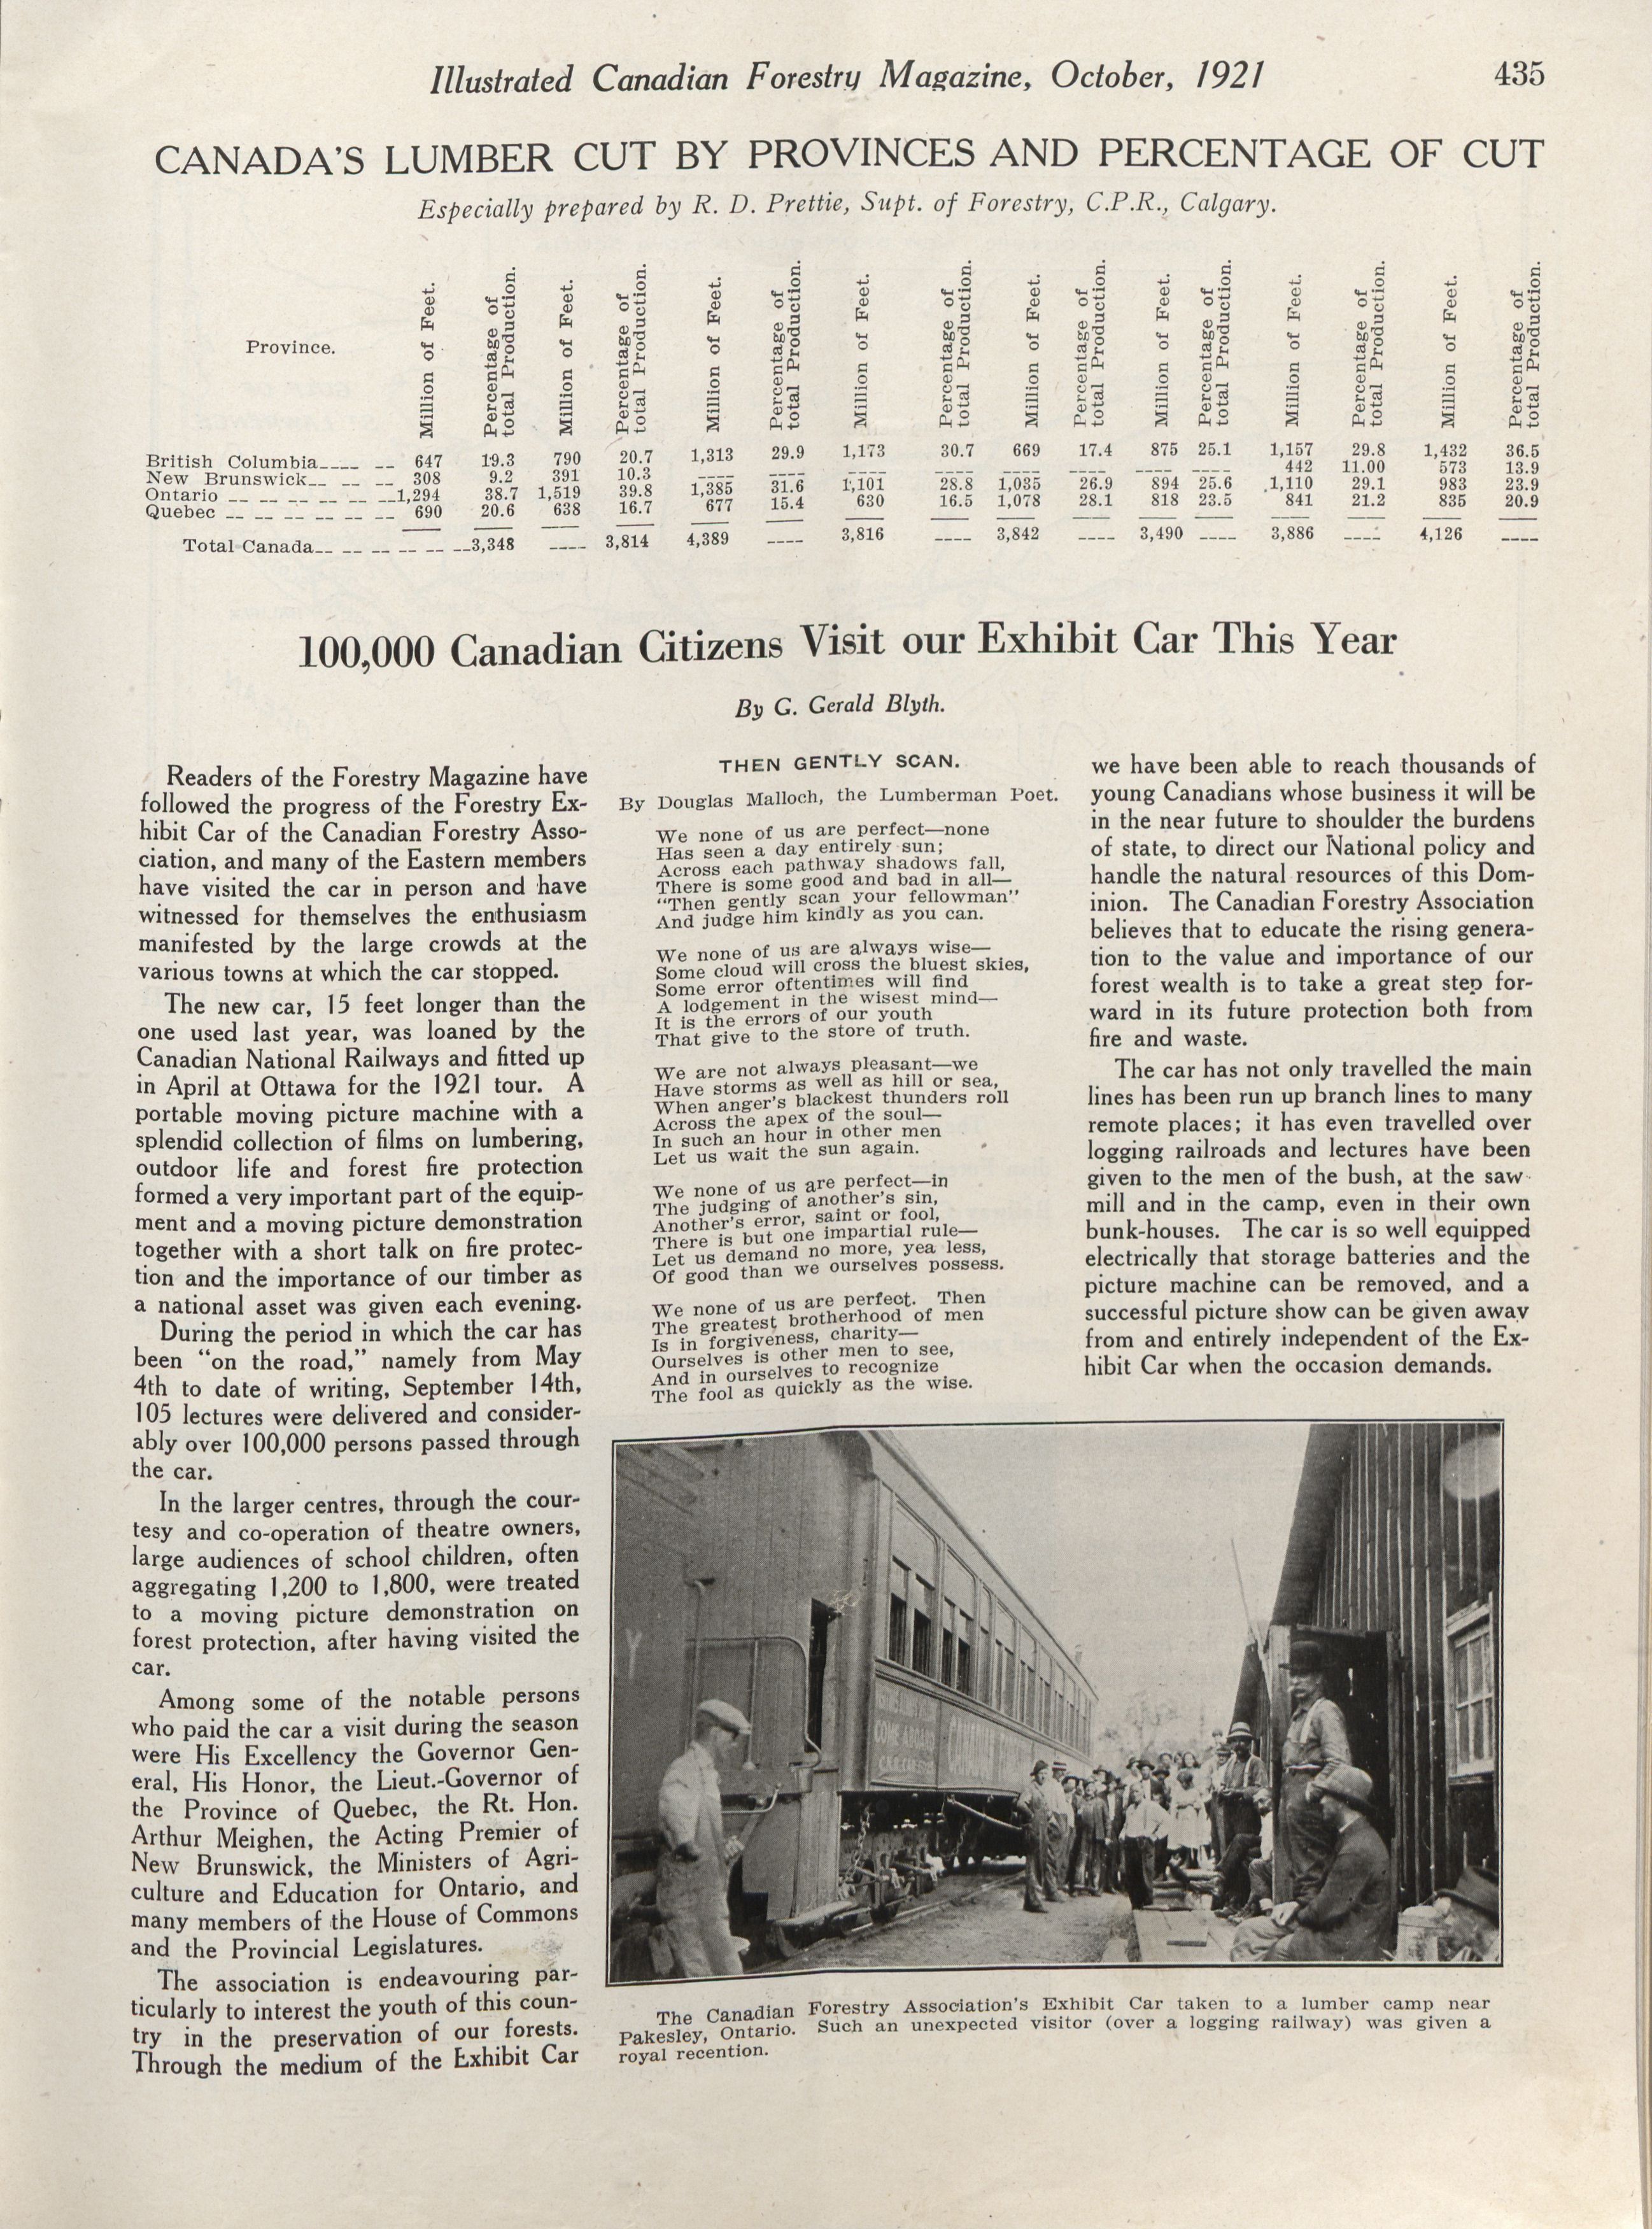 Illustrated Canadian Forestry Magazine, October, 1921 435
CANADA'S LUMBER CUT BY PROVINCES AND PERCENTAGE OF CUT
Especially prepared by R. D. Prettie, Supt. of Forestry, C.P.R., Calgary.
Province. Million of Feet. Percentage of total Production. Million of Feet. Percentage of total Production. Million of Feet. Percentage of total Production. Million of Feet. Percentage of total Production. Million of Feet. Percentage of total Production. Million of Feet. Percentage of total Production. Million of Feet. Percentage of total Production. Million of Feet. Percentage of total Production.
British Columbia____ __ 647 19.3 790 20.7 1,313 29.9 1,173 30.7 669 17.4 875 25.1 1,157 29.8 1,432 36.5
New Brunswick__ __ __ 308 9.2 391 10.3 ____ ____ ____ ____ ____ ____ ____ ____ 442 11.00 573 13.9
Ontario __ __ __ __ __ __1,294 38.7 1,519 39.8 1,385 31.6 1,101 28.8 1,035 26.9 894 25.6 1,110 29.1 983 23.9
Quebec __ __ __ __ __ __ 690 20.6 638 16.7 677 15.4 630 16.5 1,078 28.1 818 23.5 841 21.2 835 20.9
Total Canada__ __ __ __ __ __3,348 ____ 3,814 4,389 ____ 3,816 ____ 3,842 ____ 3,490 ____ 3,886 ____ 4,126 ____
100,000 Canadian Citizens Visit our Exhibit Car This Year
By G. Gerald Blyth.
Readers of the Forestry Magazine have
followed the progress of the Forestry Ex-
hibit Car of the Canadian Forestry Asso-
ciation, and many of the Eastern members
have visited the car in person and have
witnessed for themselves the enthusiasm
manifested by the large crowds at the
various towns at which the car stopped.
The new car, 15 feet longer than the
one used last year, was loaned by the
Canadian National Railways and fitted up
in April at Ottawa for the 1921 tour. A
portable moving picture machine with a
splendid collection of films on lumbering,
outdoor life and forest fire protection
formed a very important part of the equip-
ment and a moving picture demonstration
together with a short talk on fire protec-
tion and the importance of our timber as
a national asset was given each evening.
During the period in which the car has
been "on the road," namely from May
4th to date of writing, September 14th,
105 lectures were delivered and consider-
ably over 100,000 persons passed through
the car.
In the larger centres, through the cour-
tesy and co-operation of theatre owners,
large audiences of school children, often
aggregating 1,200 to 1,800, were treated
to a moving picture demonstration on
forest protection, after having visited the
car.
Among some of the notable persons
who paid the car a visit during the season
were His Excellency the Governor Gen-
eral, His Honor, the Lieut.-Governor of
the Province of Quebec, the Rt. Hon.
Arthur Meighen, the Acting Premier of
New Brunswick, the Ministers of Agri-
culture and Education for Ontario, and
many members of the House of Commons
and the Provincial Legislatures.
The association is endeavouring par-
ticularly to interest the youth of this coun-
try in the preservation of our forests.
Through the medium of the Exhibit Car
THEN GENTLY SCAN.
By Douglas Malloch, the Lumberman Poet.
We none of us are perfect—none
Has seen a day entirely sun;
Across each pathway shadows fall,
There is some good and bad in all—
"Then gently scan your fellowman"
And judge him kindly as you can.
We none of us are always wise—
Some cloud will cross the bluest skies,
Some error oftentimes will find
A lodgement in the wisest mind—
It is the errors of our youth
That give to the store of truth.
We are not always pleasant—we
Have storms as well as hill or sea,
When anger's blackest thunders roll
Across the apex of the soul—
In such an hour in other men
Let us wait the sun again.
We none of us are perfect—in
The judging of another's sin,
Another's error, saint or fool,
There is but one impartial rule—
Let us demand no more, yea less,
Of good than we ourselves possess.
We none of us are perfect. Then
The greatest brotherhood of men
Is in forgiveness, charity—
Ourselves is other men to see,
And in ourselves to recognize
The fool as quickly as the wise.
we have been able to reach thousands of
young Canadians whose business it will be
in the near future to shoulder the burdens
of state, to direct our National policy and
handle the natural resources of this Dom-
inion. The Canadian Forestry Association
believes that to educate the rising genera-
tion to the value and importance of our
forest wealth is to take a great step for-
ward in its future protection both from
fire and waste.
The car has not only travelled the main
lines has been run up branch lines to many
remote places; it has even travelled over
logging railroads and lectures have been
given to the men of the bush, at the saw
mill and in the camp, even in their own
bunk-houses. The car is so well equipped
electrically that storage batteries and the
picture machine can be removed, and a
successful picture show can be given away
from and entirely independent of the Ex-
hibit Car when the occasion demands.
COME ABOARD
The Canadian Forestry Association's Exhibit Car taken to a lumber camp near
Pakesley, Ontario. Such an unexpected visitor (over a logging railway) was given a
royal recention.